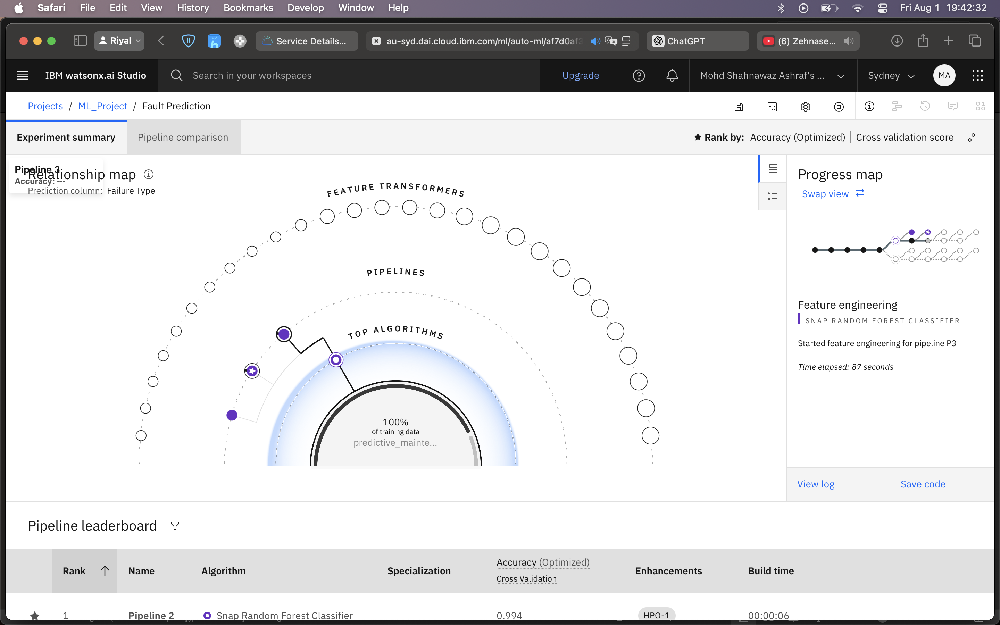 Safari File Edit View History Bookmarks Develop Window Help Fri Aug 1 19:42:32
Riyal Service Details... au-syd.dai.cloud.ibm.com/ml/auto-ml/af7d0af3 ChatGPT (6) Zehnase...
IBM watsonx.ai Studio Search in your workspaces Upgrade Mohd Shahnawaz Ashraf's ... Sydney MA
Projects / ML_Project / Fault Prediction
Experiment summary Pipeline comparison Rank by: Accuracy (Optimized) Cross validation score
Pipeline 3
Accuracy: ---
Relationship map
Prediction column: Failure Type
FEATURE TRANSFORMERS
PIPELINES
TOP ALGORITHMS
100%
of training data
predictive_mainte...
Progress map
Swap view
Feature engineering
SNAP RANDOM FOREST CLASSIFIER
Started feature engineering for pipeline P3
Time elapsed: 87 seconds
View log Save code
Pipeline leaderboard
Rank Name Algorithm Specialization Accuracy (Optimized) Enhancements Build time
Cross Validation
1 Pipeline 2 Snap Random Forest Classifier 0.994 HPO-1 00:00:06